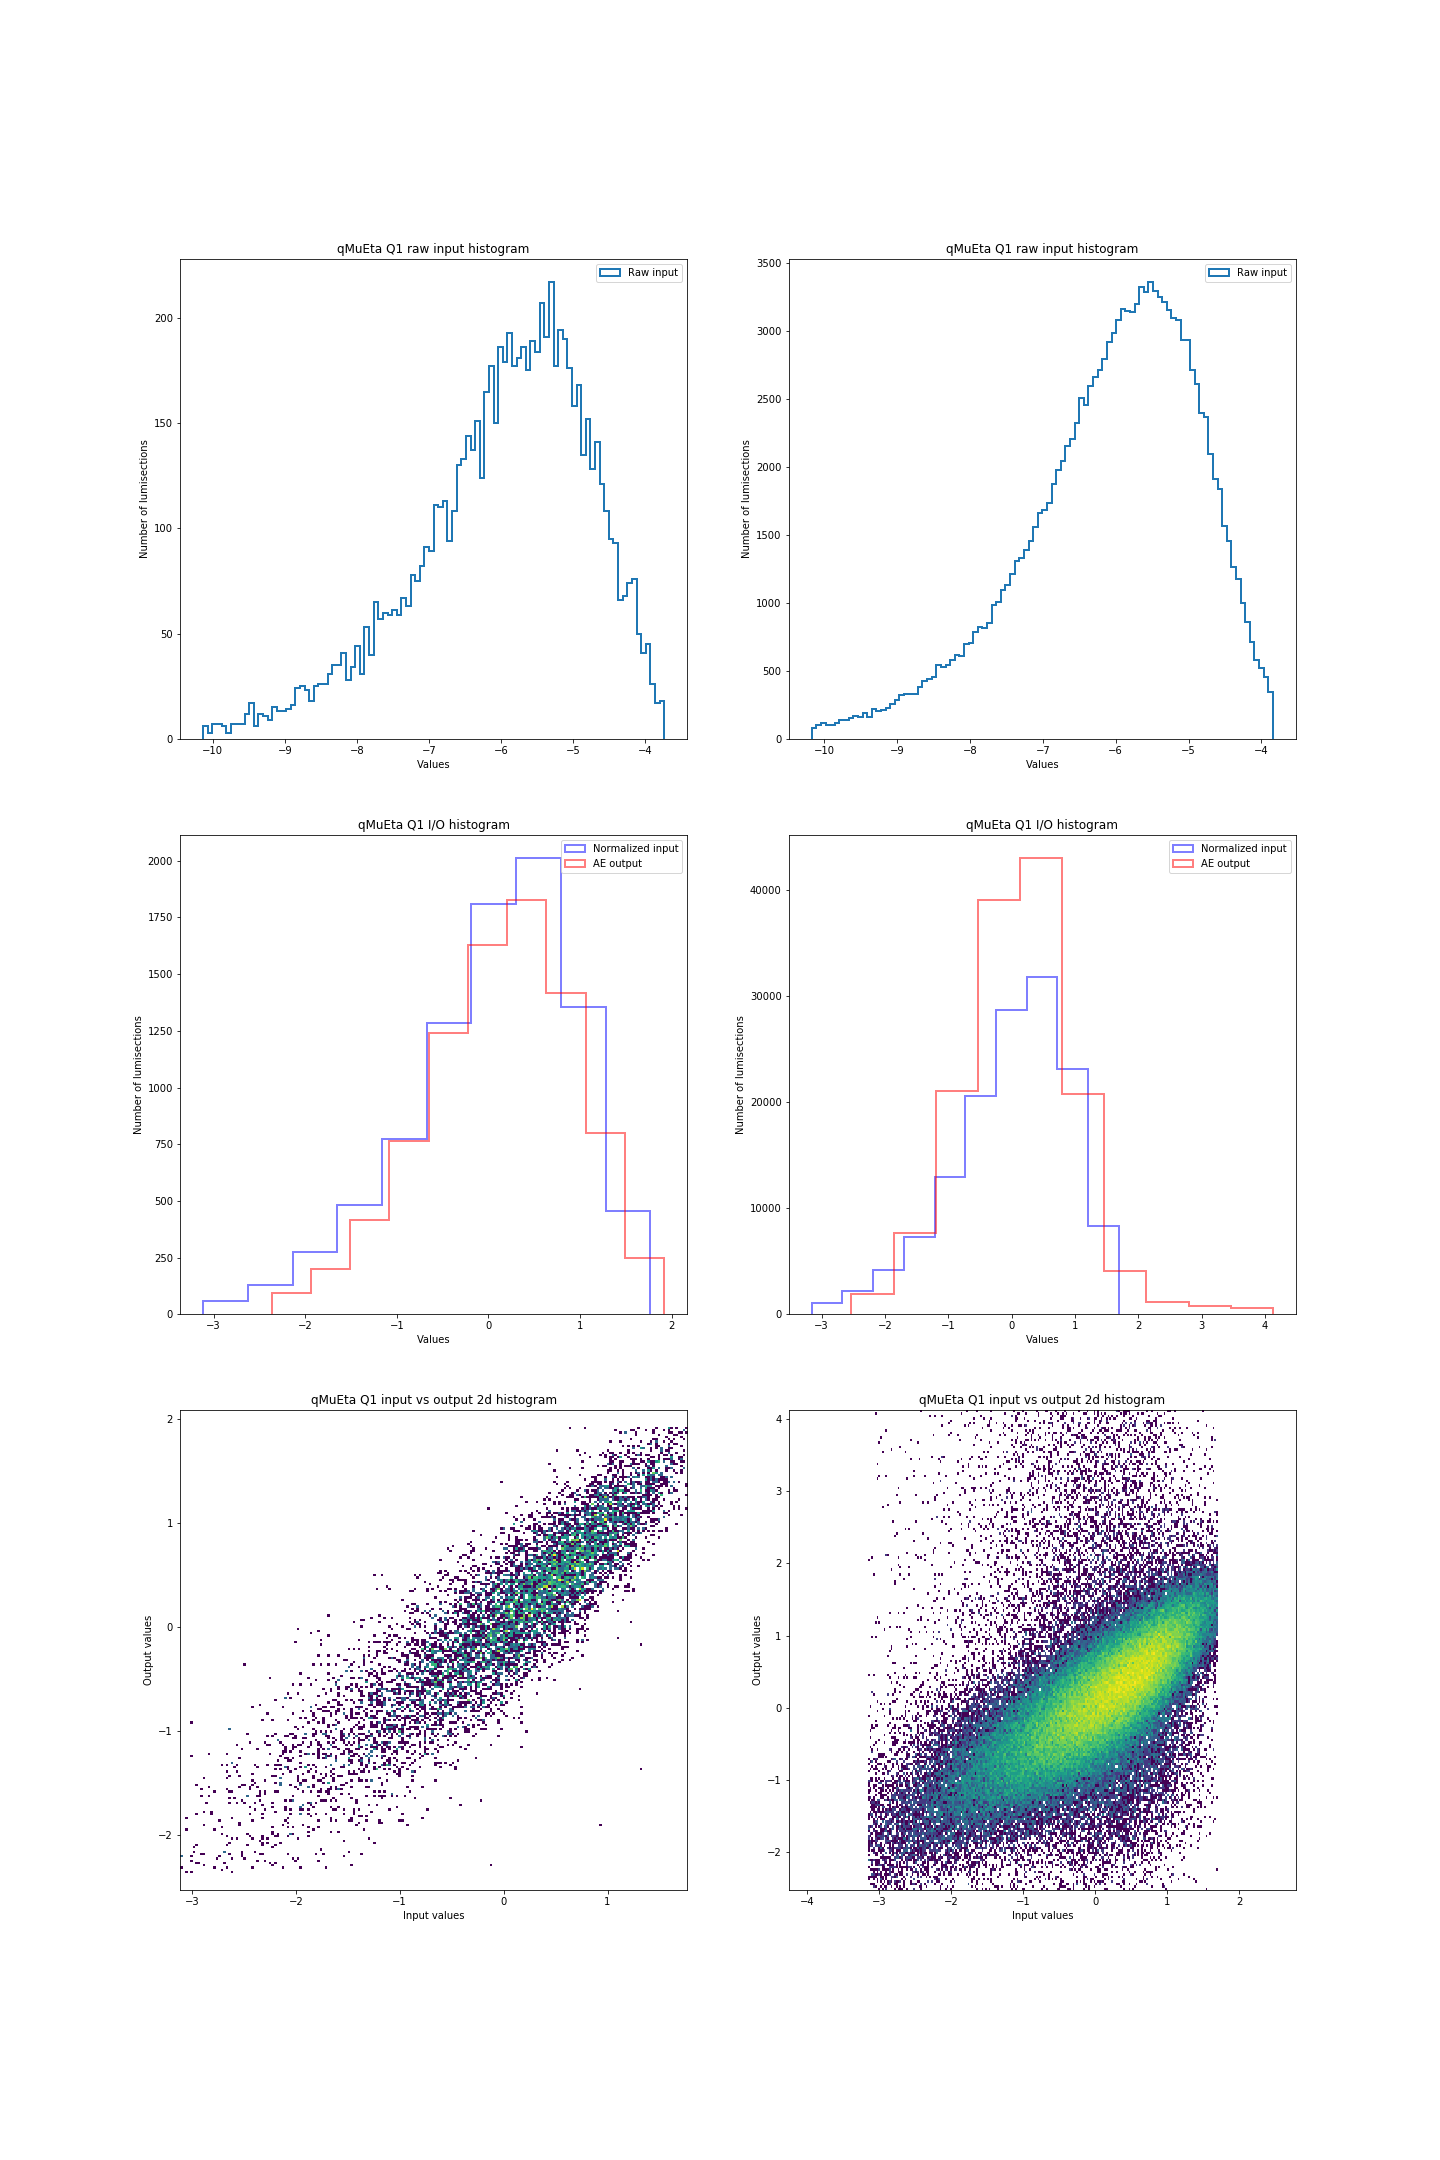 qMuEta Q1 raw input histogram
Raw input
200
150
100
50
0
Number of lumisections
−10 −9 −8 −7 −6 −5 −4
Values
qMuEta Q1 raw input histogram
Raw input
3500
3000
2500
2000
1500
1000
500
0
Number of lumisections
−10 −9 −8 −7 −6 −5 −4
Values
qMuEta Q1 I/O histogram
Normalized input
AE output
2000
1750
1500
1250
1000
750
500
250
0
Number of lumisections
−3 −2 −1 0 1 2
Values
qMuEta Q1 I/O histogram
Normalized input
AE output
40000
30000
20000
10000
0
Number of lumisections
−3 −2 −1 0 1 2 3 4
Values
qMuEta Q1 input vs output 2d histogram
2
1
0
−1
−2
Output values
−3 −2 −1 0 1
Input values
qMuEta Q1 input vs output 2d histogram
4
3
2
1
0
−1
−2
Output values
−4 −3 −2 −1 0 1 2
Input values